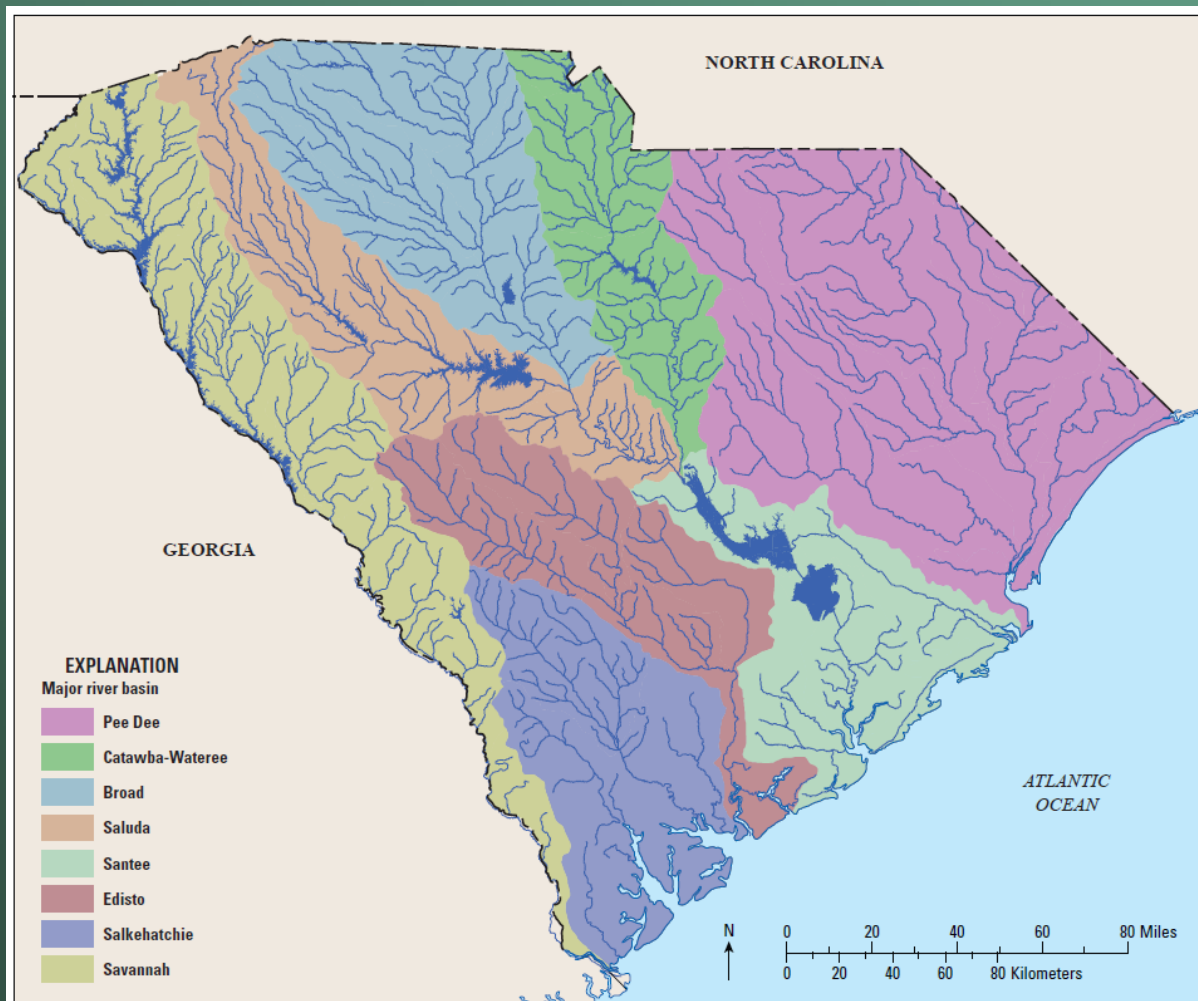 NORTH CAROLINA
GEORGIA
EXPLANATION
Major river basin
Pee Dee
Catawba-Wateree
Broad
Saluda
Santee
Edisto
Salkehatchie
Savannah
ATLANTIC
OCEAN
N
0 20 40 60 80 Miles
0 20 40 60 80 Kilometers